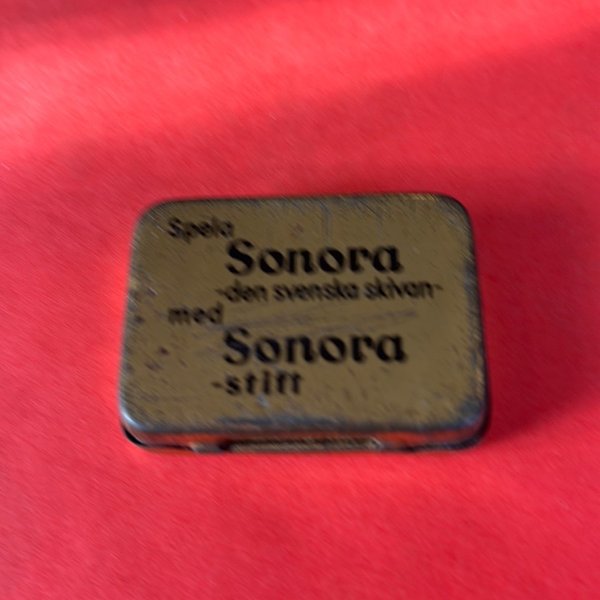 Spela
Sonora
-den svenska skivan-
med
Sonora
-stift